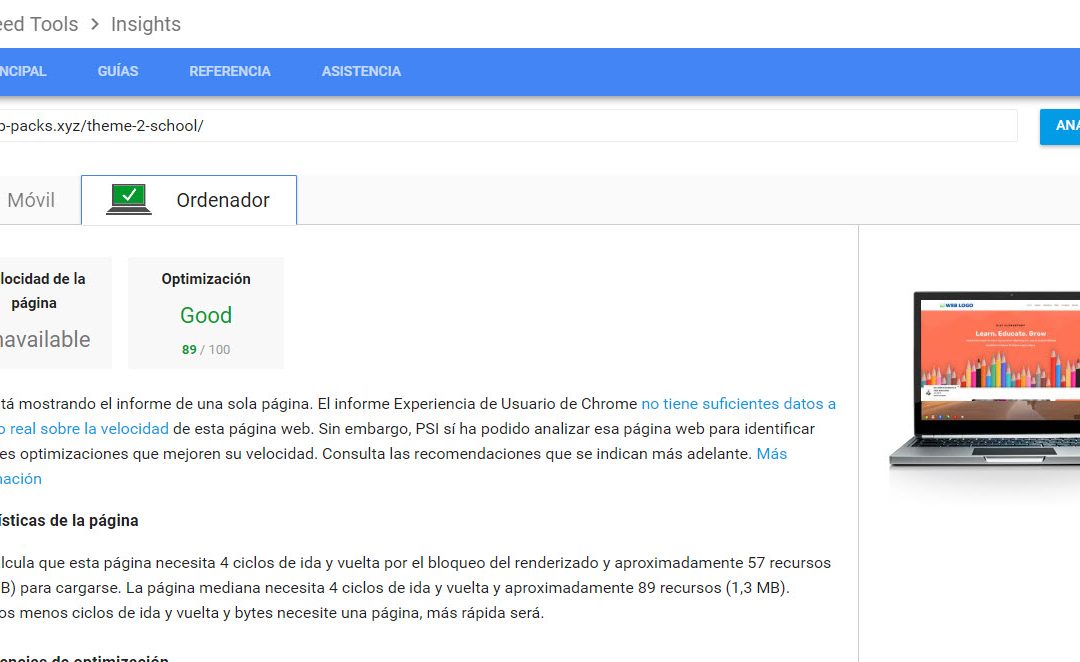 eed Tools > Insights
NCIPAL GUÍAS REFERENCIA ASISTENCIA
p-packs.xyz/theme-2-school/
ANA
Móvil
Ordenador
locidad de la
página
navailable
Optimización
Good
89 / 100
WEB LOGO
Learn. Educate. Grow
tá mostrando el informe de una sola página. El informe Experiencia de Usuario de Chrome no tiene suficientes datos a
o real sobre la velocidad de esta página web. Sin embargo, PSI sí ha podido analizar esa página web para identificar
es optimizaciones que mejoren su velocidad. Consulta las recomendaciones que se indican más adelante. Más
nación
ísticas de la página
lcula que esta página necesita 4 ciclos de ida y vuelta por el bloqueo del renderizado y aproximadamente 57 recursos
B) para cargarse. La página mediana necesita 4 ciclos de ida y vuelta y aproximadamente 89 recursos (1,3 MB).
os menos ciclos de ida y vuelta y bytes necesite una página, más rápida será.
encias de optimización